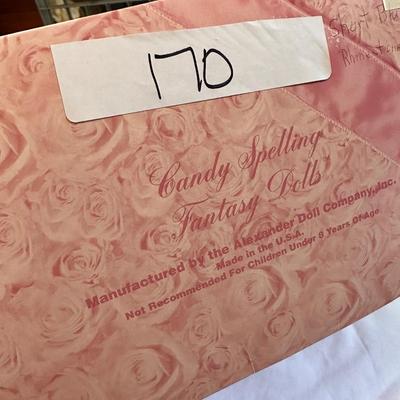 170
Short
Candy Spelling
Fantasy Dolls
Manufactured by the Alexander Doll Company, Inc.
Made in the U.S.A.
Not Recommended For Children Under 8 Years Of Age